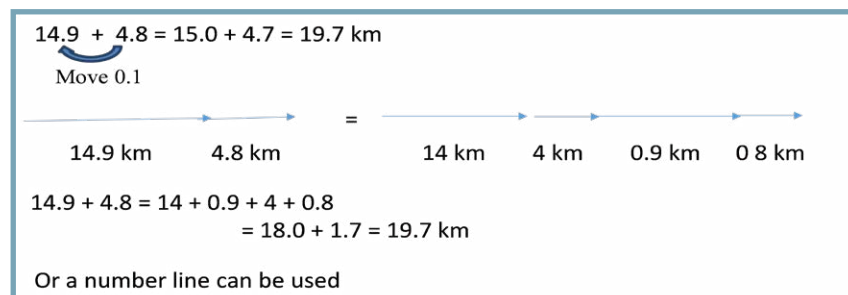 14.9 + 4.8 = 15.0 + 4.7 = 19.7 km
Move 0.1
=
14.9 km 4.8 km 14 km 4 km 0.9 km 0 8 km
14.9 + 4.8 = 14 + 0.9 + 4 + 0.8
= 18.0 + 1.7 = 19.7 km
Or a number line can be used